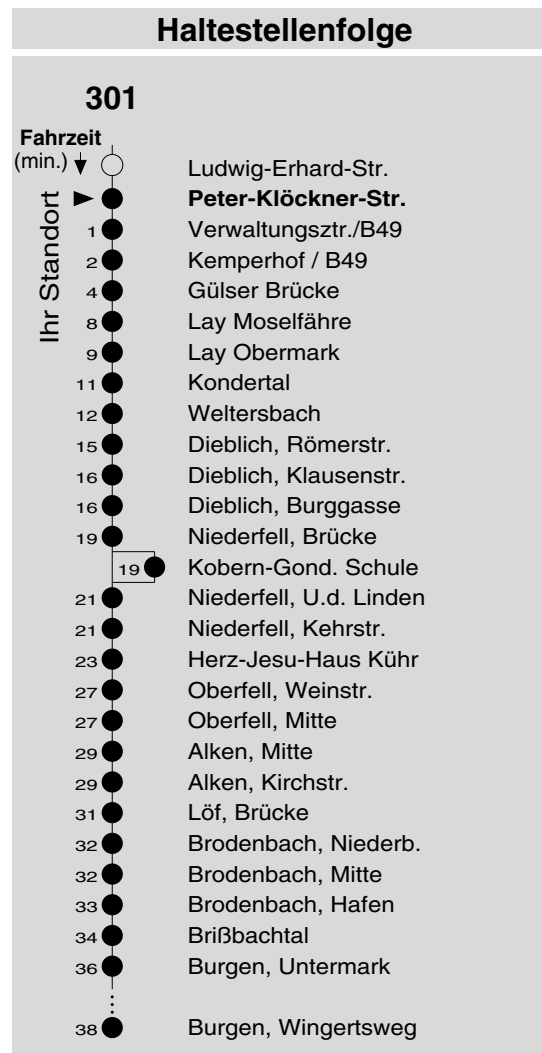 Haltestellenfolge
301
Fahrzeit
(min.)
Ihr Standort
Ludwig-Erhard-Str.
Peter-Klöckner-Str.
1 Verwaltungsztr./B49
2 Kemperhof / B49
4 Gülser Brücke
8 Lay Moselfähre
9 Lay Obermark
11 Kondertal
12 Weltersbach
15 Dieblich, Römerstr.
16 Dieblich, Klausenstr.
16 Dieblich, Burggasse
19 Niederfell, Brücke
19 Kobern-Gond. Schule
21 Niederfell, U.d. Linden
21 Niederfell, Kehrstr.
23 Herz-Jesu-Haus Kühr
27 Oberfell, Weinstr.
27 Oberfell, Mitte
29 Alken, Mitte
29 Alken, Kirchstr.
31 Löf, Brücke
32 Brodenbach, Niederb.
32 Brodenbach, Mitte
33 Brodenbach, Hafen
34 Brißbachtal
36 Burgen, Untermark
38 Burgen, Wingertsweg